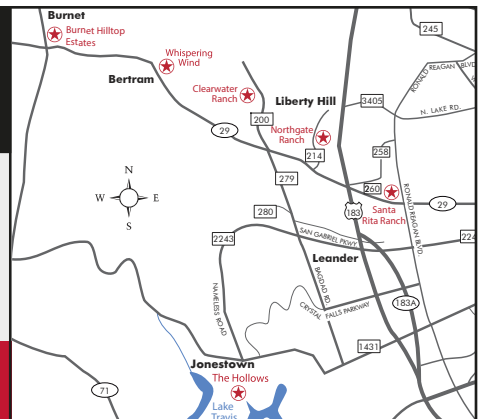 Burnet
Burnet Hilltop
Estates
Whispering
Wind
Bertram
Clearwater
Ranch
Liberty Hill
Northgate
Ranch
245
RONALD REAGAN BLVD
N. LAKE RD.
3405
200
29
214
258
279
260
Santa
Rita Ranch
29
N
W
E
S
280
183
RONALD REAGAN BLVD
2243
SAN GABRIEL PKWY
224
Leander
BAGDAD RD
NAMELESS ROAD
CRYSTAL FALLS PARKWAY
183A
1431
Jonestown
The Hollows
71
Lake
Travis